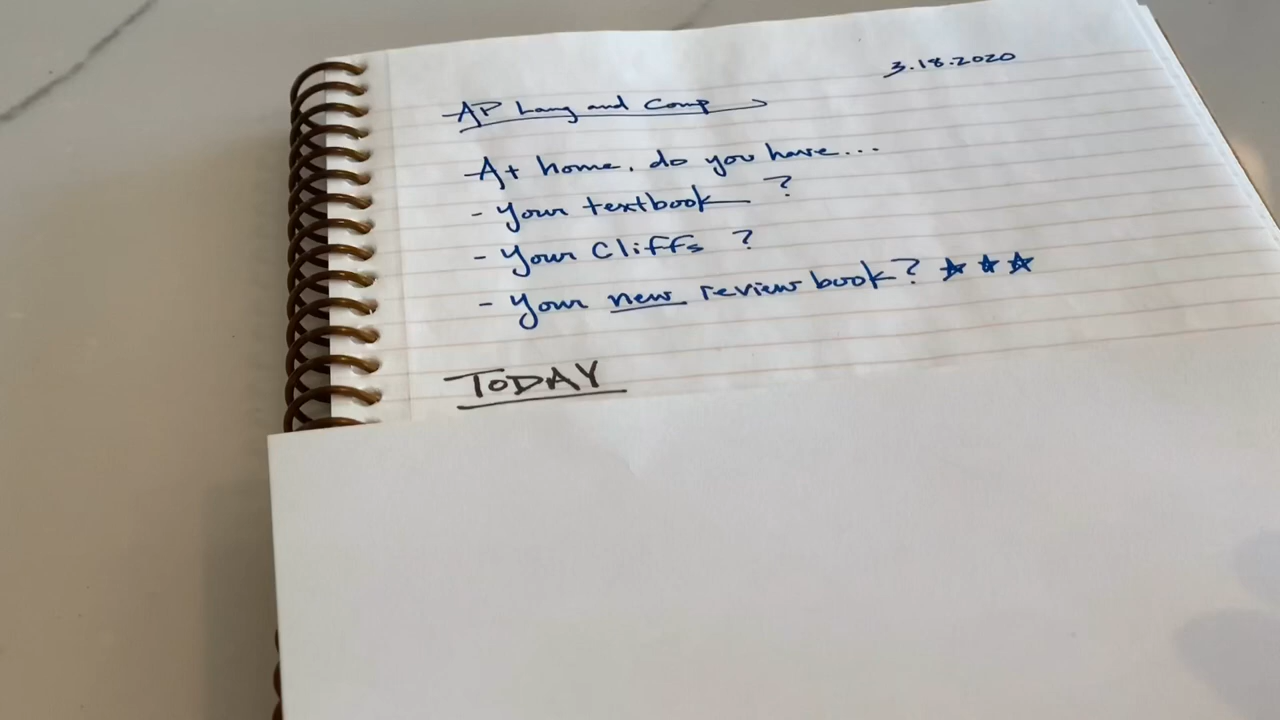 3.18.2020
AP Lang and Comp
At home, do you have...
- Your textbook ?
- Your Cliffs ?
- Your new review book? ★ ★ ★
TODAY